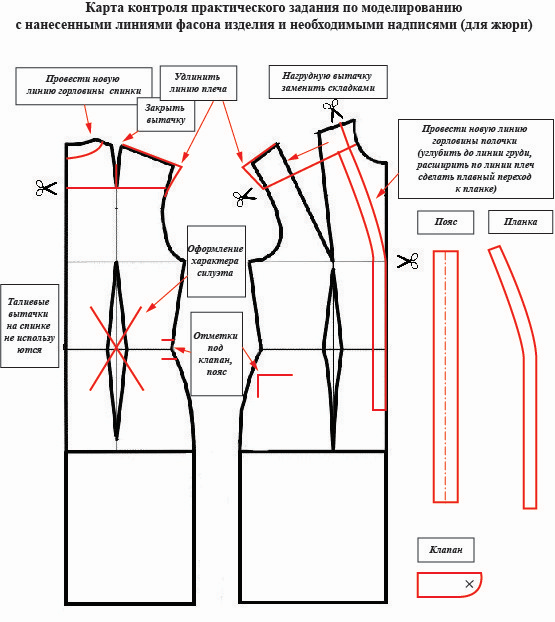 Карта контроля практического задания по моделированию
с нанесенными линиями фасона изделия и необходимыми надписями (для жюри)
Провести новую
линию горловины спинки
Удлинить
линию плеча
Нагрудную вытачку
заменить складками
Закрыть
вытачку
Провести новую линию
горловины полочки
(углубить до линии груди,
расширить по линии плеч
сделать плавный переход
к планке)
Пояс
Планка
Оформление
характера
силуэта
Талиевые
вытачки
на спинке
не использу
ются
Отметки
под
клапан,
пояс
Клапан